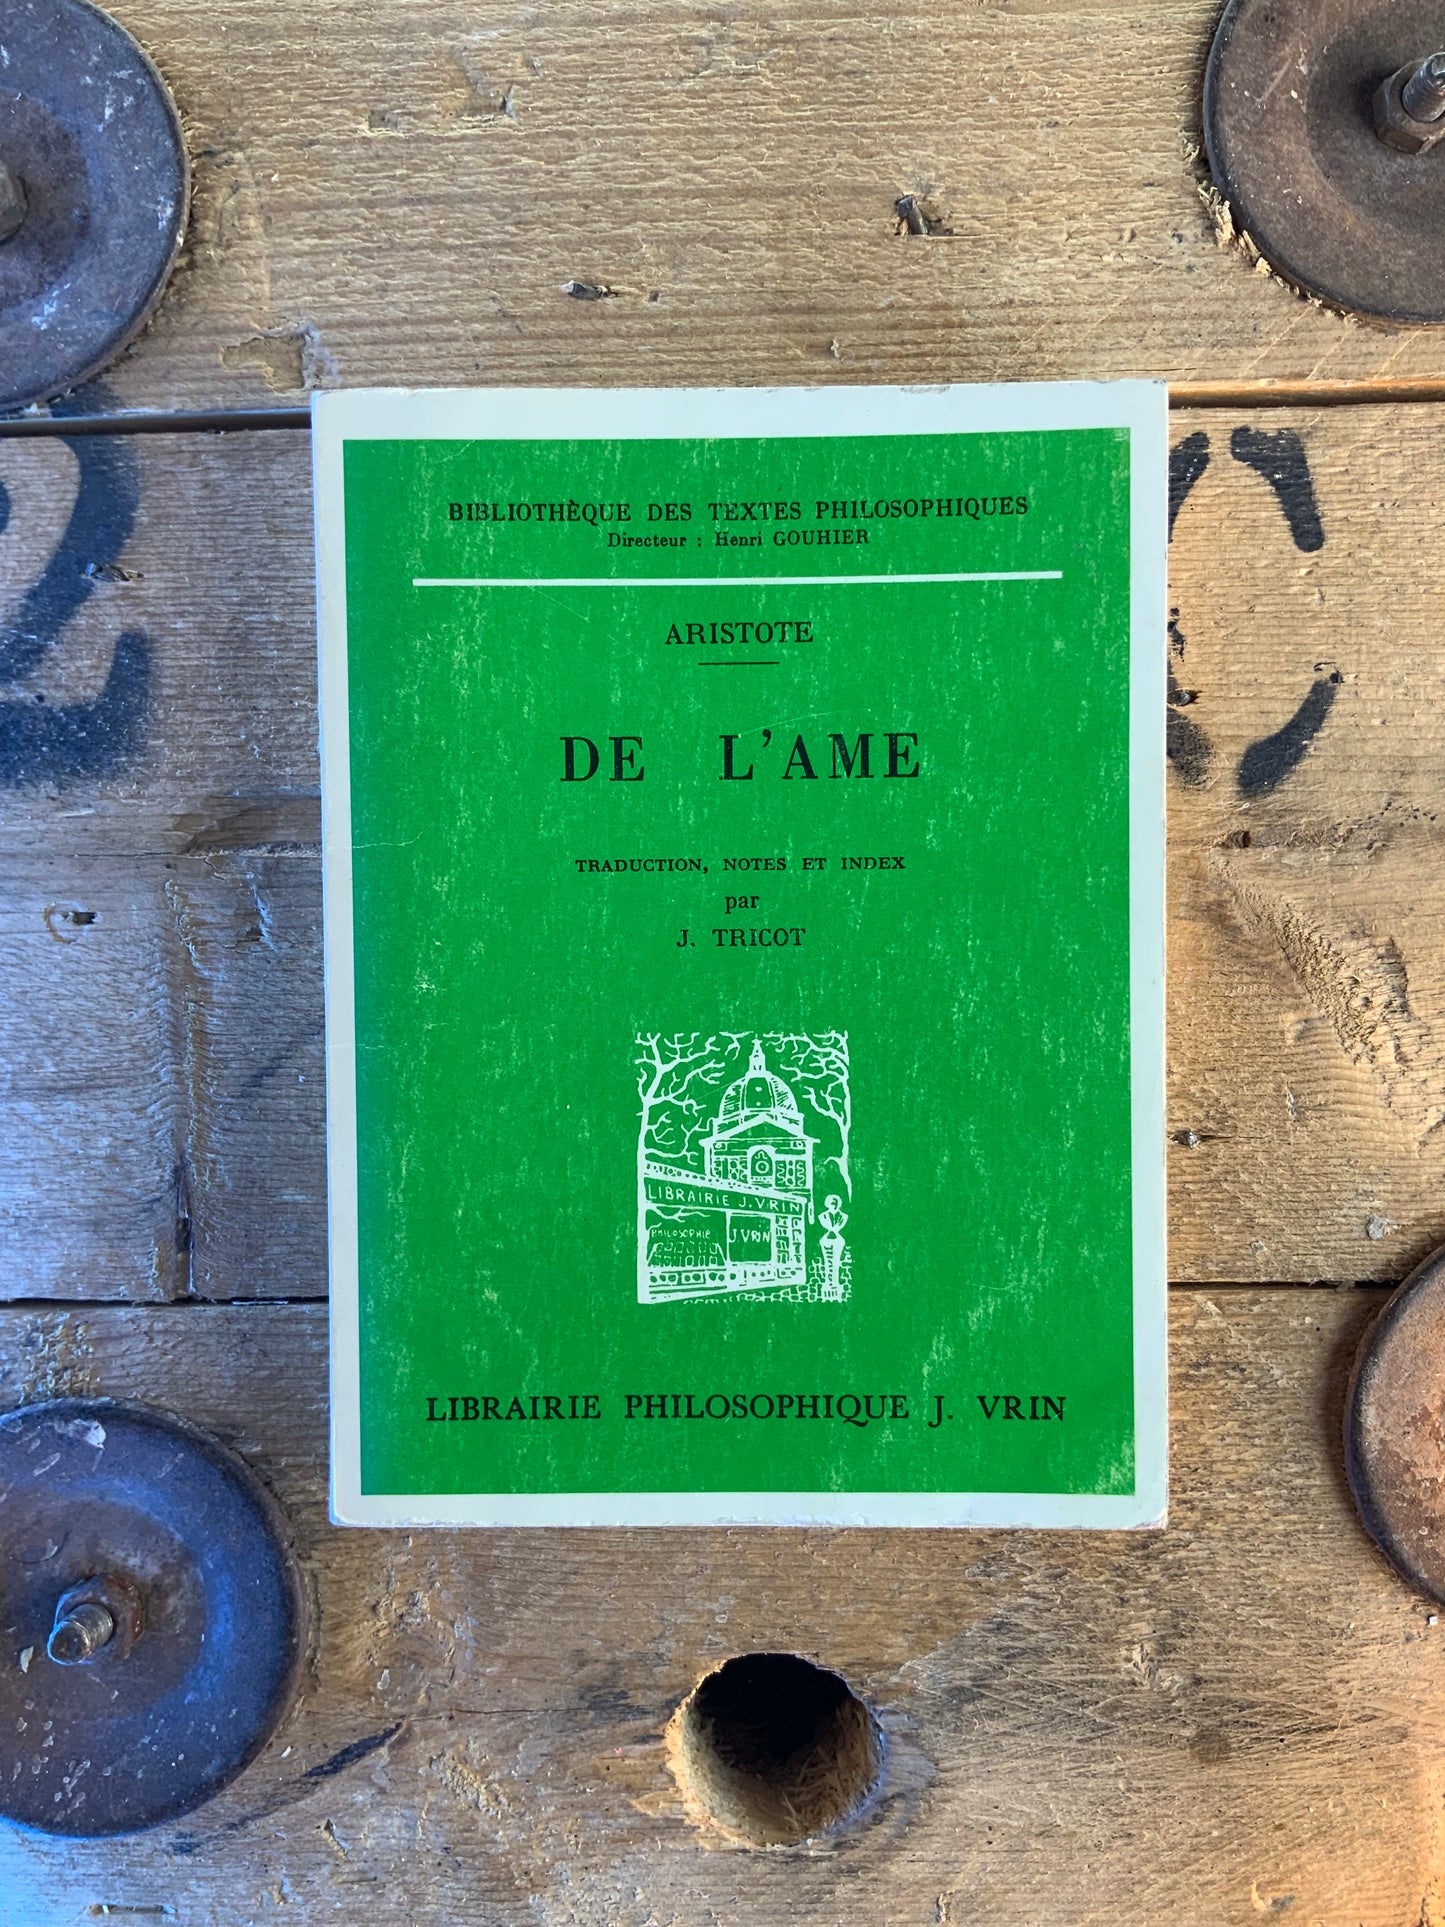 BIBLIOTHÈQUE DES TEXTES PHILOSOPHIQUES
Directeur : Henri GOUHIER
ARISTOTE
DE L'AME
TRADUCTION, NOTES ET INDEX
par
J. TRICOT
LIBRAIRIE J. VRIN
PHILOSOPHIE
J VRIN
LIBRAIRIE PHILOSOPHIQUE J. VRIN